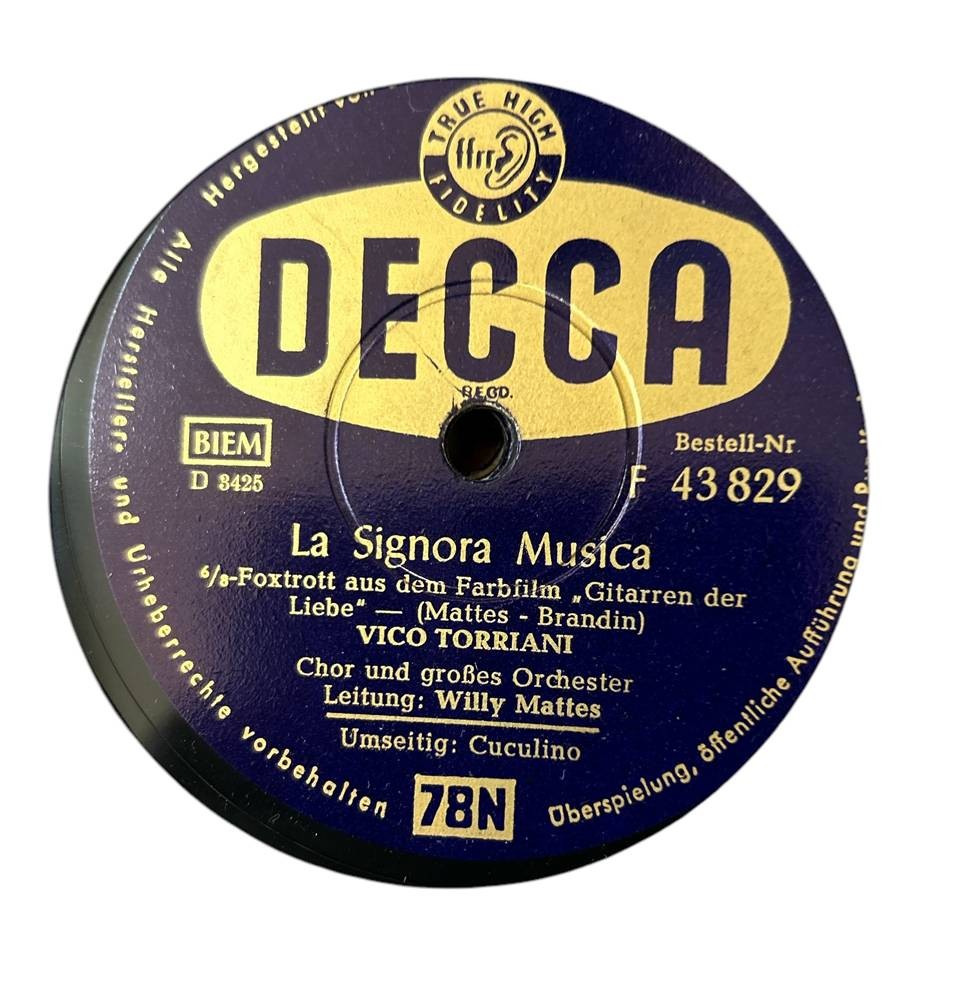 TRUE HIGH
ffrr
FIDELITY
DECCA
REGD.
BIEM
D 8425
Bestell-Nr
F 43 829
La Signora Musica
6/8-Foxtrott aus dem Farbfilm „Gitarren der
Liebe" — (Mattes - Brandin)
VICO TORRIANI
Chor und großes Orchester
Leitung: Willy Mattes
Umseitig: Cuculino
78N
Alle Hersteller- und Urheberrechte vorbehalten
Überspielung, öffentliche Aufführung und
Hergestellt von